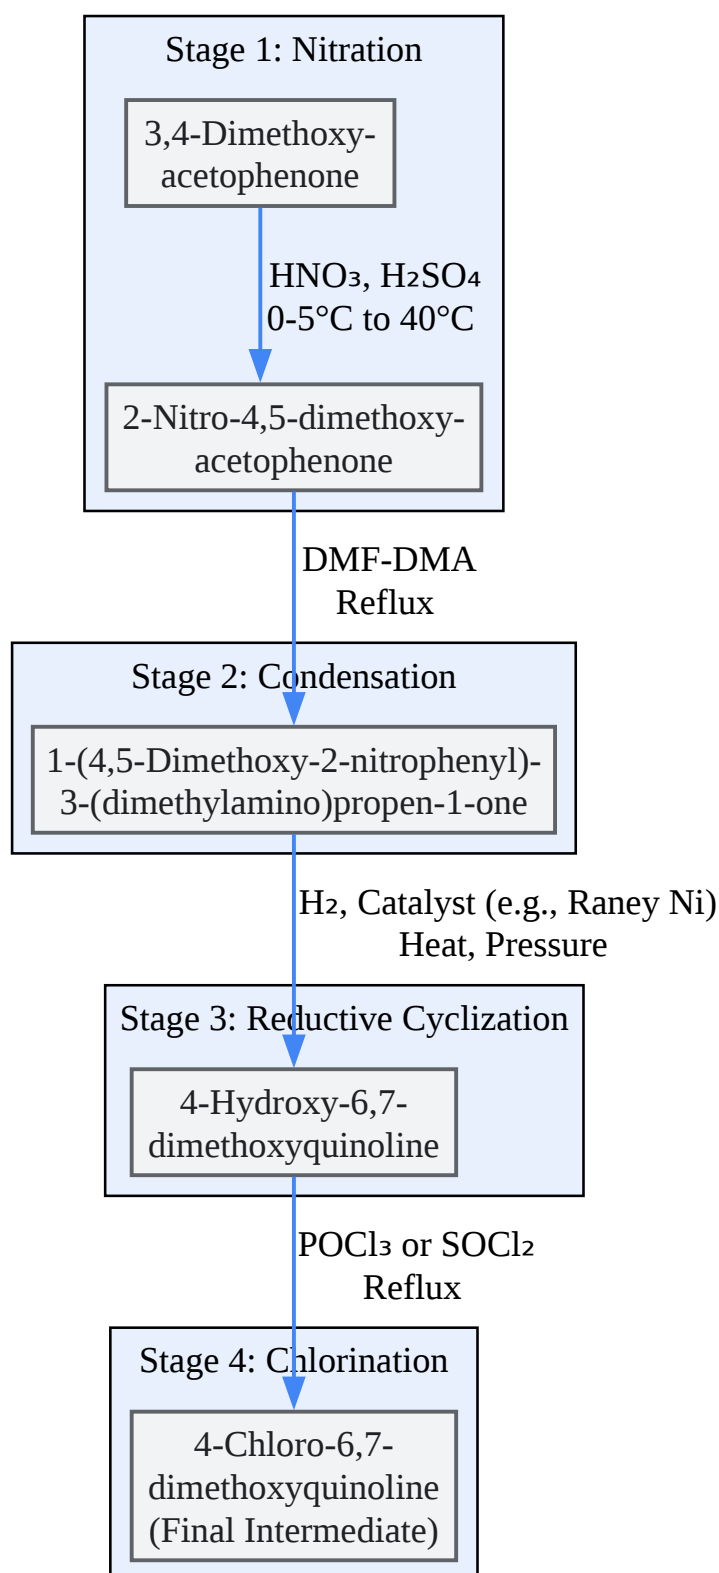 Stage 1: Nitration
3,4-Dimethoxy-
acetophenone
HNO₃, H₂SO₄
0-5°C to 40°C
2-Nitro-4,5-dimethoxy-
acetophenone
DMF-DMA
Reflux
Stage 2: Condensation
1-(4,5-Dimethoxy-2-nitrophenyl)-
3-(dimethylamino)propen-1-one
H₂, Catalyst (e.g., Raney Ni)
Heat, Pressure
Stage 3: Reductive Cyclization
4-Hydroxy-6,7-
dimethoxyquinoline
POCl₃ or SOCl₂
Reflux
Stage 4: Chlorination
4-Chloro-6,7-
dimethoxyquinoline
(Final Intermediate)